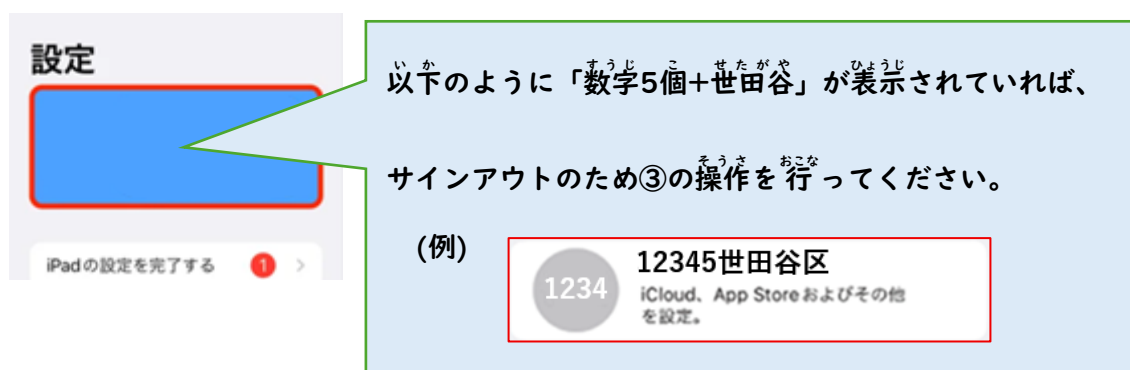 設定
iPadの設定を完了する 1
以下のように「数字5個+世田谷」が表示されていれば、
サインアウトのため③の操作を行ってください。
(例)
1234
12345世田谷区
iCloud、App Storeおよびその他
を設定。